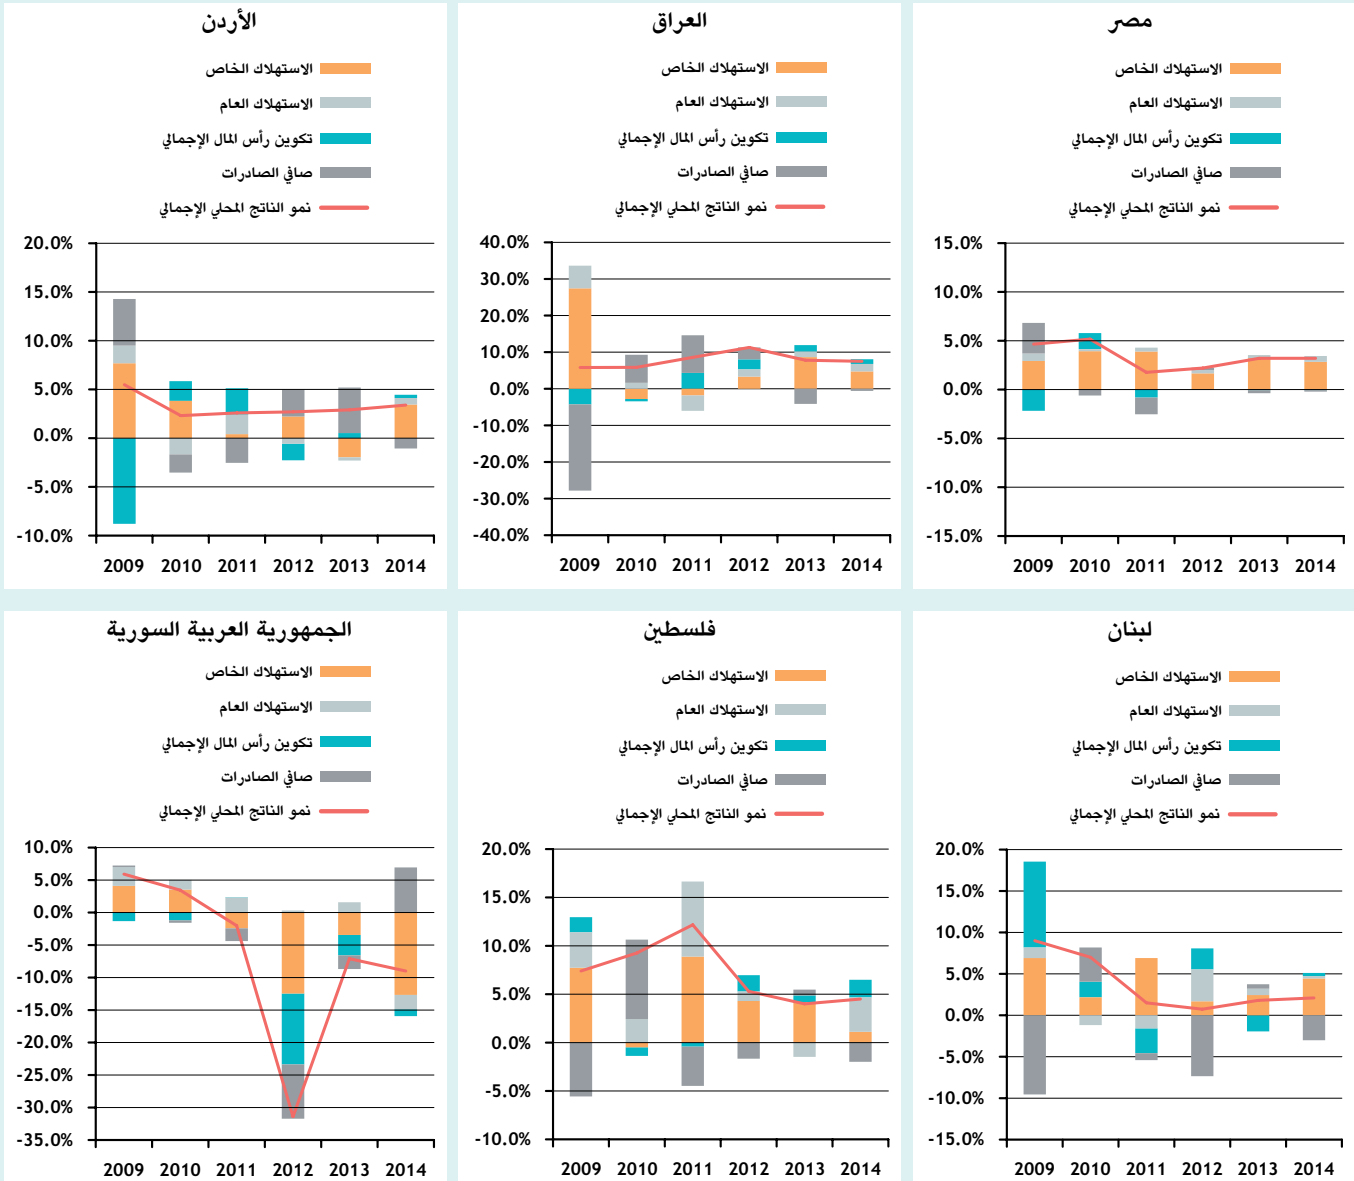 مصر
الاستهلاك الخاص
الاستهلاك العام
تكوين رأس المال الإجمالي
صافي الصادرات
نمو الناتج المحلي الإجمالي
15.0%
10.0%
5.0%
0.0%
-5.0%
-10.0%
-15.0%
2009 2010 2011 2012 2013 2014
العراق
الاستهلاك الخاص
الاستهلاك العام
تكوين رأس المال الإجمالي
صافي الصادرات
نمو الناتج المحلي الإجمالي
40.0%
30.0%
20.0%
10.0%
0.0%
-10.0%
-20.0%
-30.0%
-40.0%
2009 2010 2011 2012 2013 2014
الأردن
الاستهلاك الخاص
الاستهلاك العام
تكوين رأس المال الإجمالي
صافي الصادرات
نمو الناتج المحلي الإجمالي
20.0%
15.0%
10.0%
5.0%
0.0%
-5.0%
-10.0%
2009 2010 2011 2012 2013 2014
لبنان
الاستهلاك الخاص
الاستهلاك العام
تكوين رأس المال الإجمالي
صافي الصادرات
نمو الناتج المحلي الإجمالي
20.0%
15.0%
10.0%
5.0%
0.0%
-5.0%
-10.0%
-15.0%
2009 2010 2011 2012 2013 2014
فلسطين
الاستهلاك الخاص
الاستهلاك العام
تكوين رأس المال الإجمالي
صافي الصادرات
نمو الناتج المحلي الإجمالي
20.0%
15.0%
10.0%
5.0%
0.0%
-5.0%
-10.0%
2009 2010 2011 2012 2013 2014
الجمهورية العربية السورية
الاستهلاك الخاص
الاستهلاك العام
تكوين رأس المال الإجمالي
صافي الصادرات
نمو الناتج المحلي الإجمالي
10.0%
5.0%
0.0%
-5.0%
-10.0%
-15.0%
-20.0%
-25.0%
-30.0%
-35.0%
2009 2010 2011 2012 2013 2014